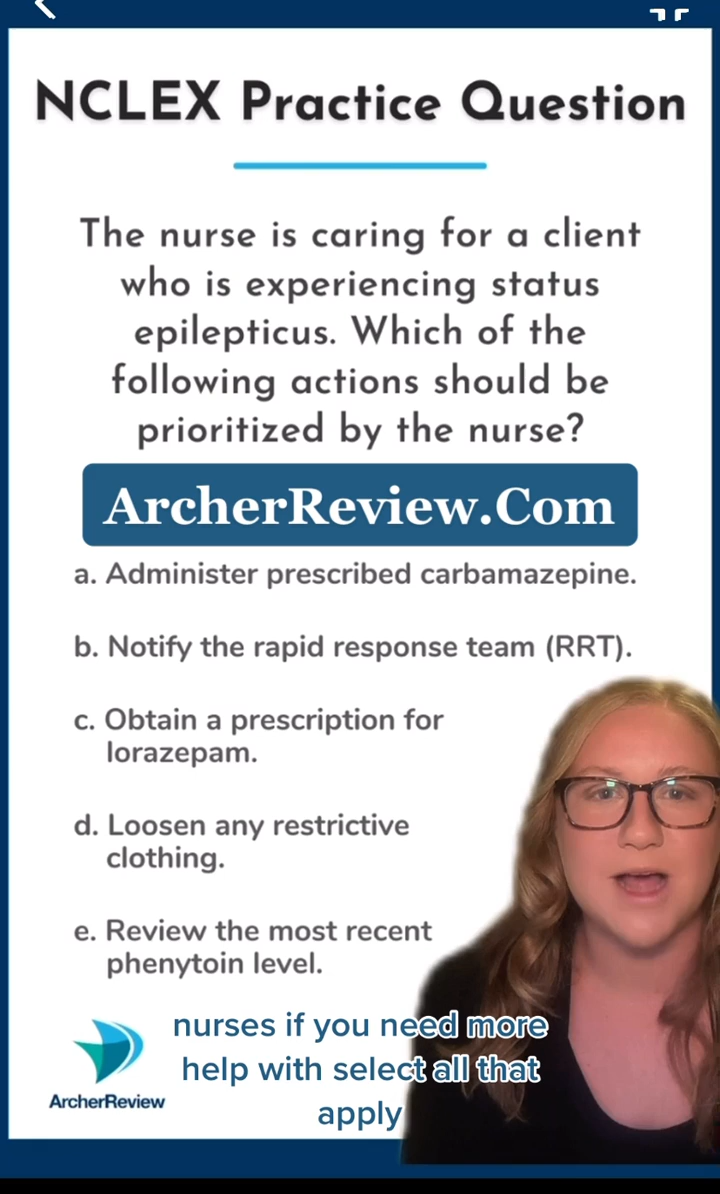 NCLEX Practice Question
The nurse is caring for a client
who is experiencing status
epilepticus. Which of the
following actions should be
prioritized by the nurse?
ArcherReview.Com
a. Administer prescribed carbamazepine.
b. Notify the rapid response team (RRT).
c. Obtain a prescription for
lorazepam.
d. Loosen any restrictive
clothing.
e. Review the most recent
phenytoin level.
nurses if you need more
help with select all that
apply
ArcherReview